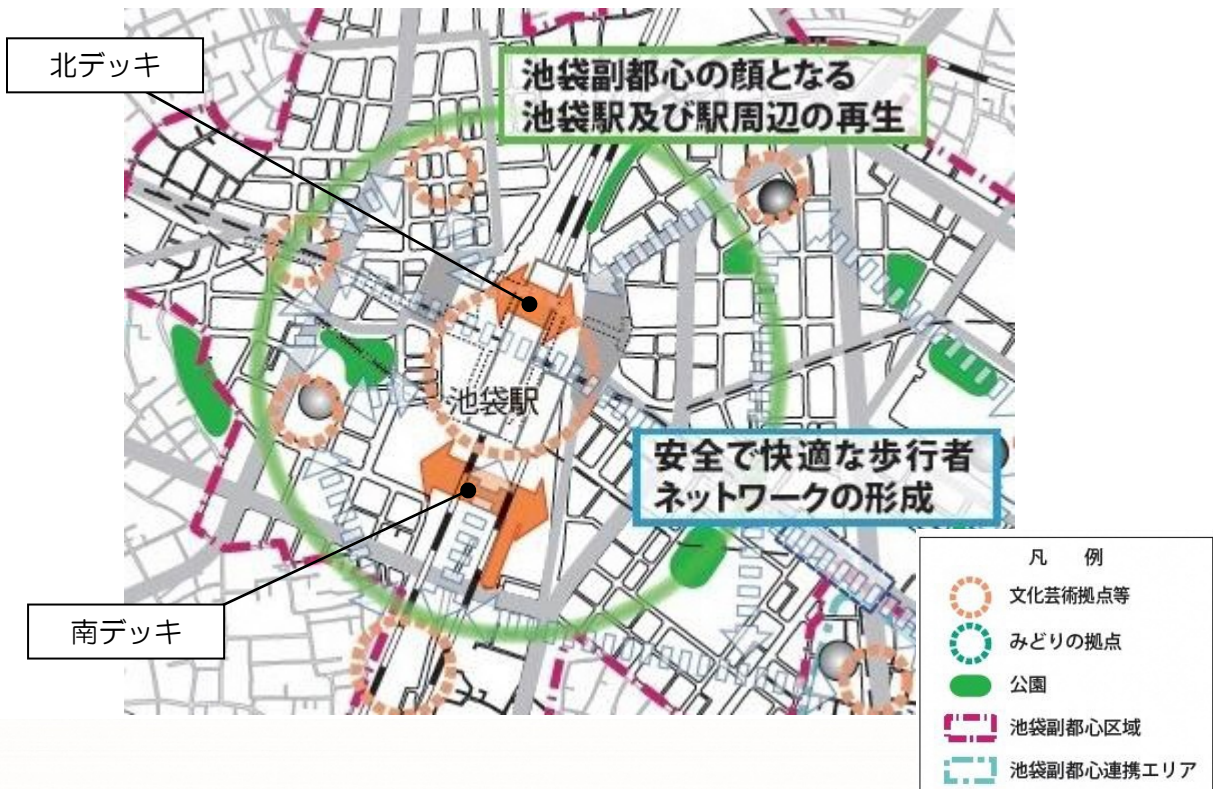 北デッキ
池袋副都心の顔となる
池袋駅及び駅周辺の再生
池袋駅
安全で快適な歩行者
ネットワークの形成
南デッキ
凡 例
文化芸術拠点等
みどりの拠点
公園
池袋副都心区域
池袋副都心連携エリア